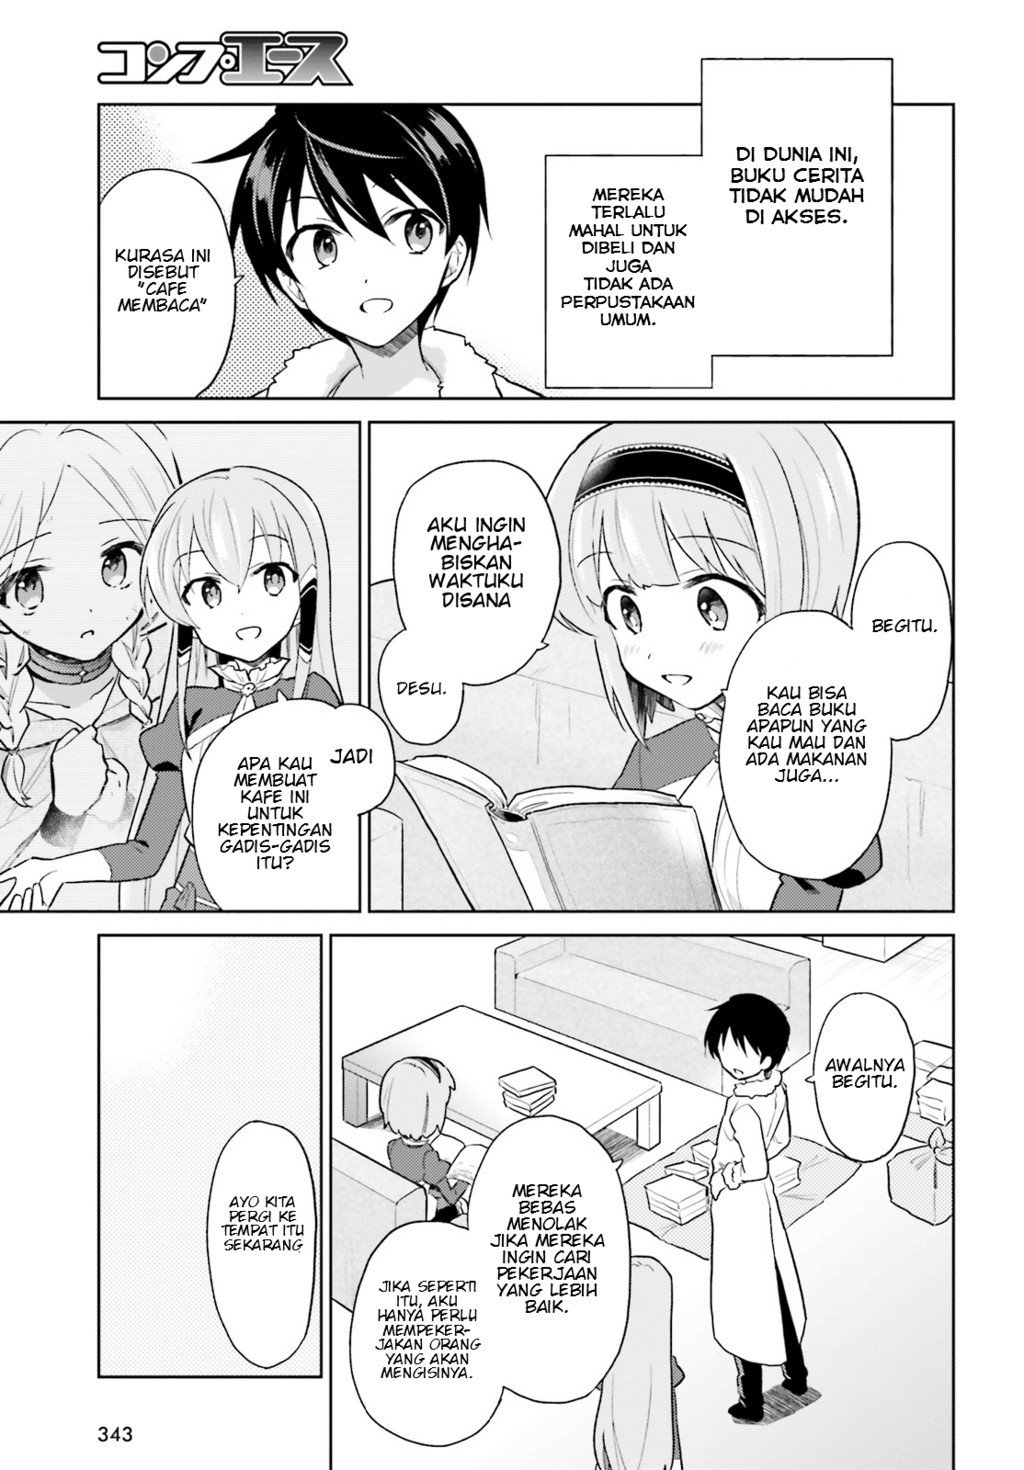 コンプエース
DI DUNIA INI,
BUKU CERITA
TIDAK MUDAH
DI AKSES.
MEREKA
TERLALU
MAHAL UNTUK
DIBELI DAN
JUGA
TIDAK ADA
PERPUSTAKAAN
UMUM.
KURASA INI
DISEBUT
"CAFE
MEMBACA"
BEGITU.
KAU BISA
BACA BUKU
APAPUN YANG
KAU MAU DAN
ADA MAKANAN
JUGA...
AKU INGIN
MENGHA-
BISKAN
WAKTUKU
DISANA
DESU.
JADI
APA KAU
MEMBUAT
KAFE INI
UNTUK
KEPENTINGAN
GADIS-GADIS
ITU?
AWALNYA
BEGITU.
MEREKA
BEBAS
MENOLAK
JIKA MEREKA
INGIN CARI
PEKERJAAN
YANG LEBIH
BAIK.
JIKA SEPERTI
ITU, AKU
HANYA PERLU
MEMPEKER-
JAKAN ORANG
YANG AKAN
MENGISINYA.
AYO KITA
PERGI KE
TEMPAT ITU
SEKARANG
343